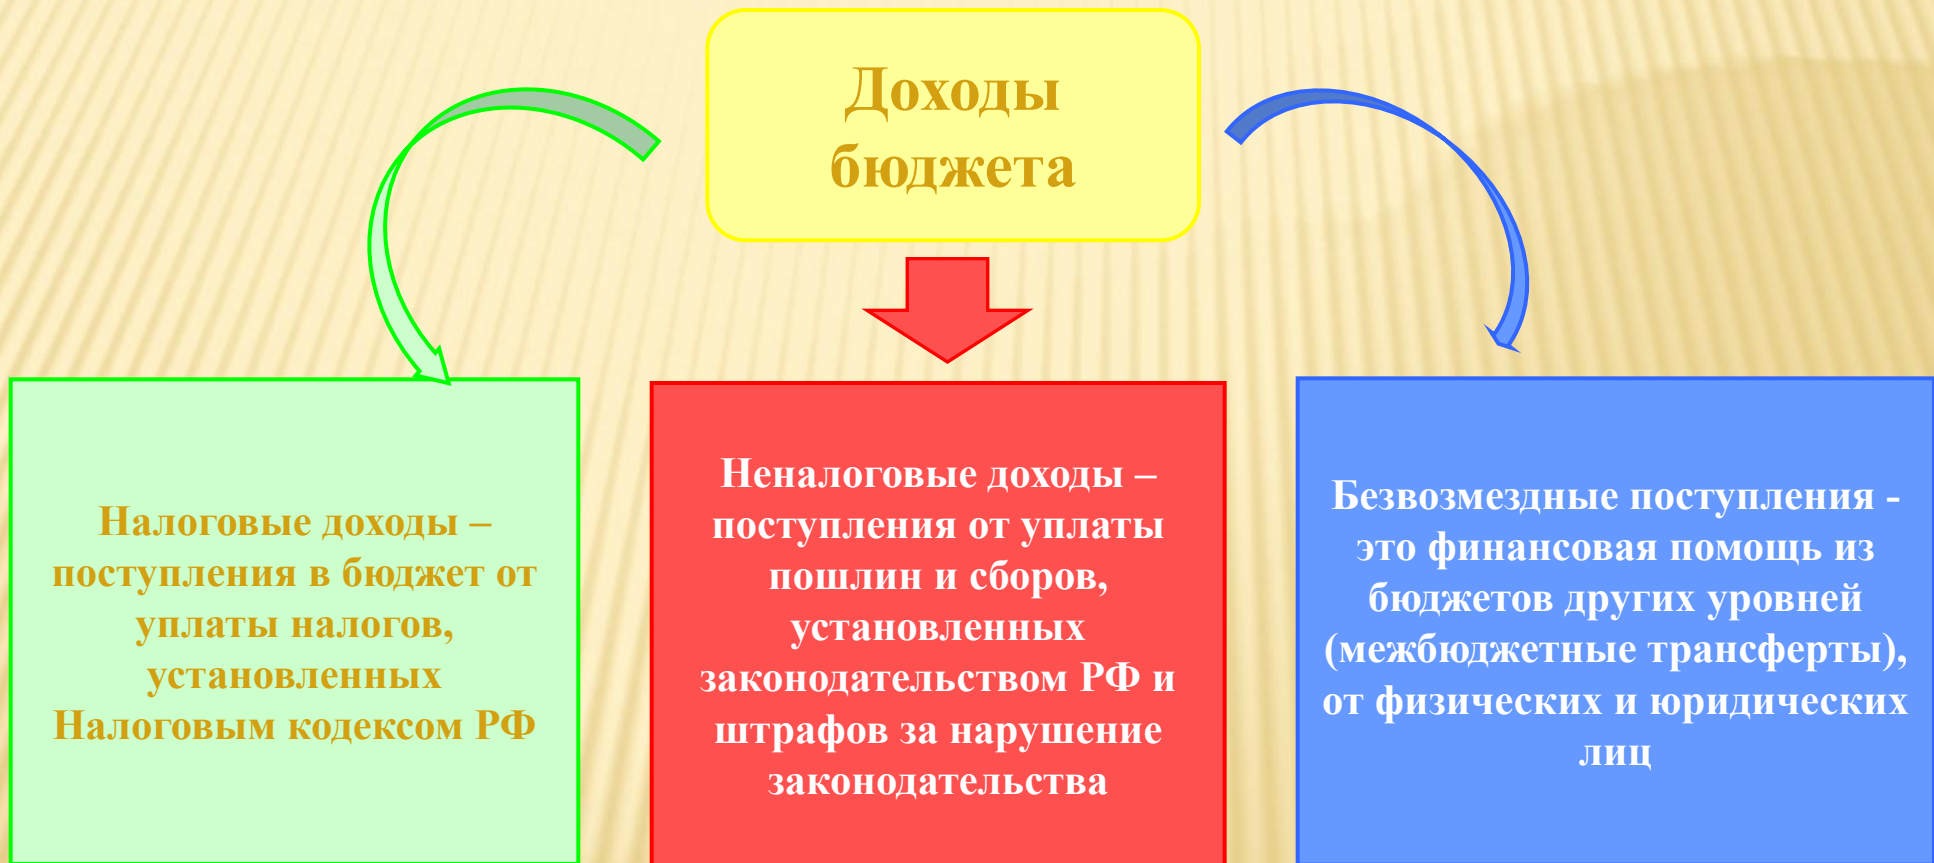 Доходы
бюджета
Налоговые доходы –
поступления в бюджет от
уплаты налогов,
установленных
Налоговым кодексом РФ
Неналоговые доходы –
поступления от уплаты
пошлин и сборов,
установленных
законодательством РФ и
штрафов за нарушение
законодательства
Безвозмездные поступления -
это финансовая помощь из
бюджетов других уровней
(межбюджетные трансферты),
от физических и юридических
лиц